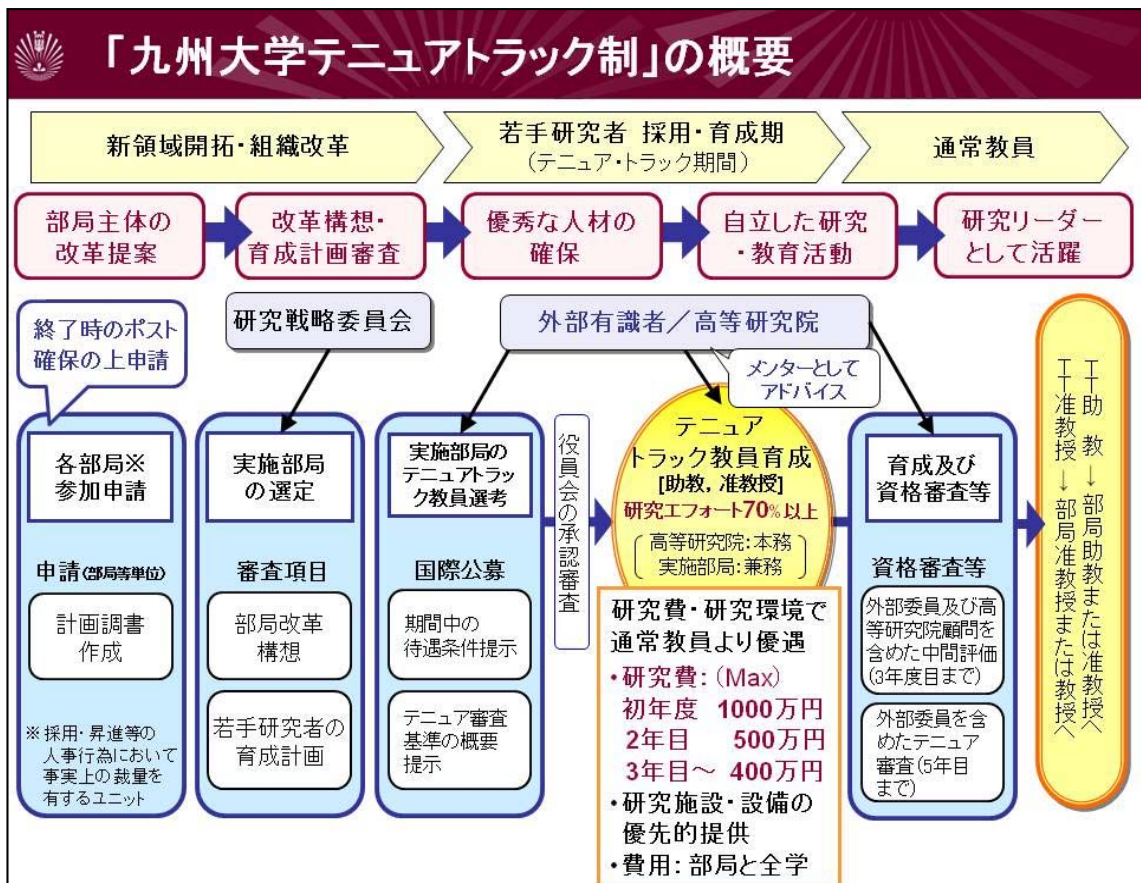 「九州大学テニュアトラック制」の概要
新領域開拓・組織改革
若手研究者 採用・育成期
(テニュア・トラック期間)
通常教員
部局主体の
改革提案
改革構想・
育成計画審査
優秀な人材の
確保
自立した研究
・教育活動
研究リーダー
として活躍
終了時のポスト
確保の上申請
研究戦略委員会
外部有識者／高等研究院
メンターとして
アドバイス
各部局※
参加申請
申請(部局等単位)
計画調書
作成
※採用・昇進等の
人事行為において
事実上の裁量を
有するユニット
実施部局
の選定
審査項目
部局改革
構想
若手研究者の
育成計画
実施部局の
テニュアトラッ
ク教員選考
国際公募
期間中の
待遇条件提示
テニュア審査
基準の概要
提示
役員会の承認審査
テニュア
トラック教員育成
[助教，准教授]
研究エフォート70%以上
高等研究院：本務
実施部局：兼務
研究費・研究環境で
通常教員より優遇
・研究費：(Max)
初年度 1000万円
2年目 500万円
3年目～ 400万円
・研究施設・設備の
優先的提供
・費用：部局と全学
育成及び
資格審査等
資格審査等
外部委員及び高
等研究院顧問を
含めた中間評価
(3年度目まで)
外部委員を含
めたテニュア
審査(5年目
まで)
TT助 教→部局助教または准教授へ
TT准教授→部局准教授または教授へ